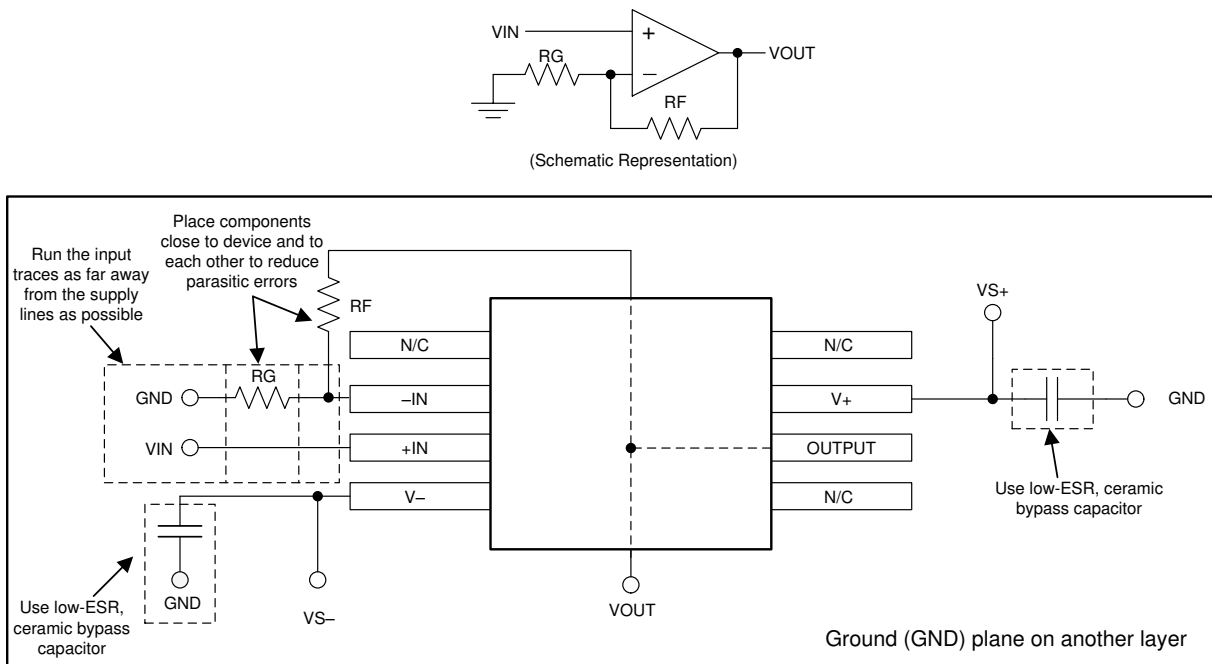 VIN
+
RG
VOUT
−
RF
(Schematic Representation)
Place components
close to device and to
each other to reduce
parasitic errors
Run the input
traces as far away
from the supply
lines as possible
RF
VS+
N/C
N/C
RG
GND
−IN
V+
GND
VIN
+IN
OUTPUT
V−
N/C
Use low-ESR, ceramic
bypass capacitor
GND
Use low-ESR,
ceramic bypass
capacitor
VS−
VOUT
Ground (GND) plane on another layer